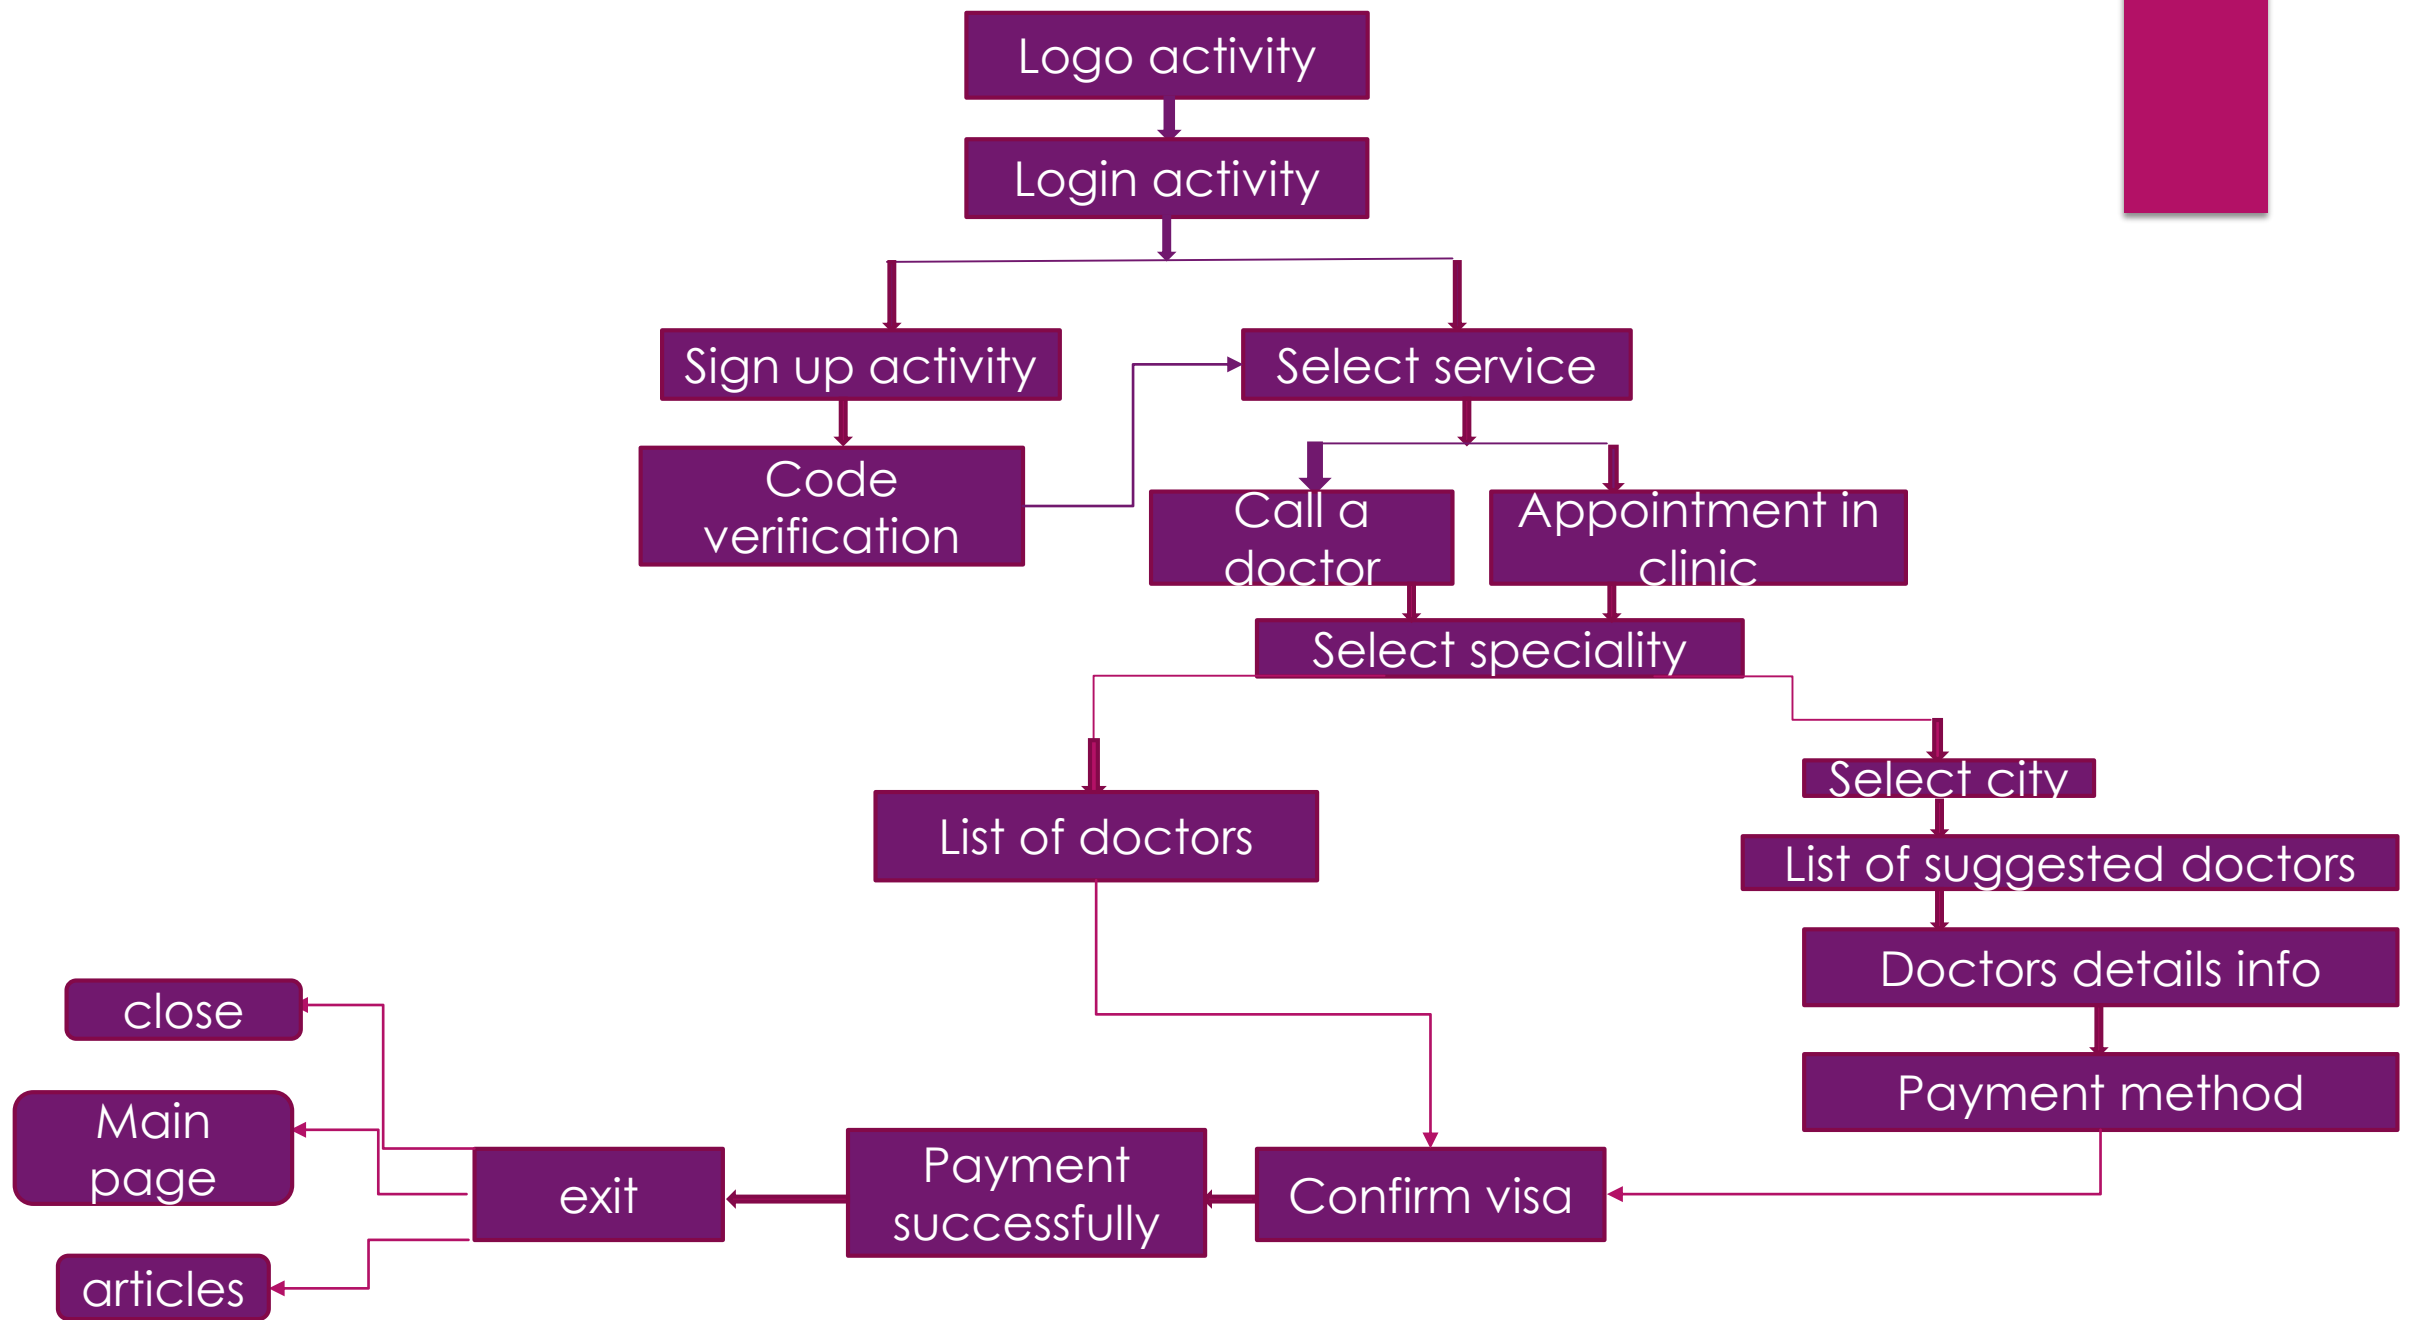 Logo activity
Login activity
Sign up activity
Select service
Code
verification
Call a
doctor
Appointment in
clinic
Select speciality
List of doctors
Select city
List of suggested doctors
Doctors details info
Payment method
Confirm visa
Payment
successfully
exit
close
Main
page
articles